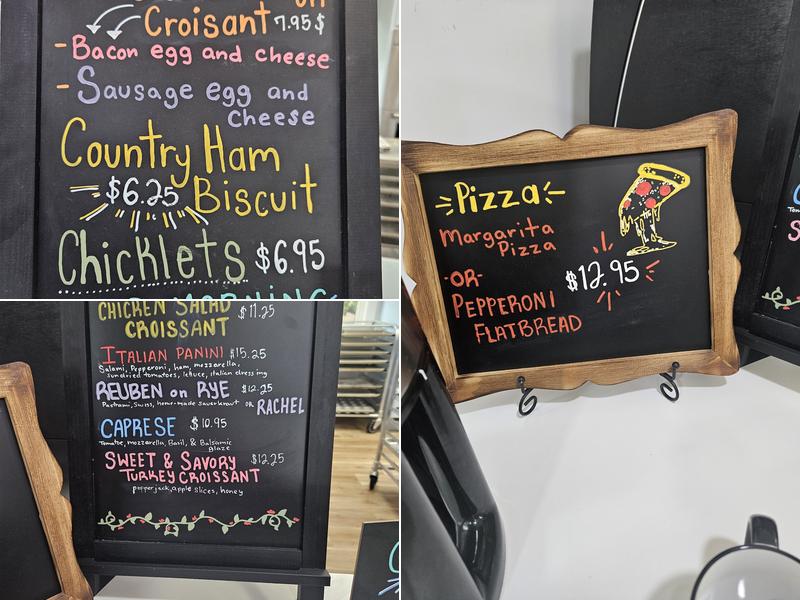 Croisant 7.95$
-Bacon egg and cheese
-Sausage egg and
Cheese
Country Ham
$6.25 Biscuit
Chicklets $6.95
MORNING
CHICKEN SALAD $11.25
CROISSANT
ITALIAN PANINI $15.25
Salami, Pepperoni, ham, mozzarella,
sundried tomatoes, lettuce, italian dressing
REUBEN on RYE $12.25
Pastrami, Swiss, home-made sauerkraut OR RACHEL
CAPRESE $10.95
Tomatoe, mozzarella, Basil, & Balsamic
glaze
SWEET & SAVORY $12.25
TURKEY CROISSANT
pepperjack, apple slices, honey
Pizza
Margarita
Pizza
-OR-
$12.95
PEPPERONI
FLATBREAD